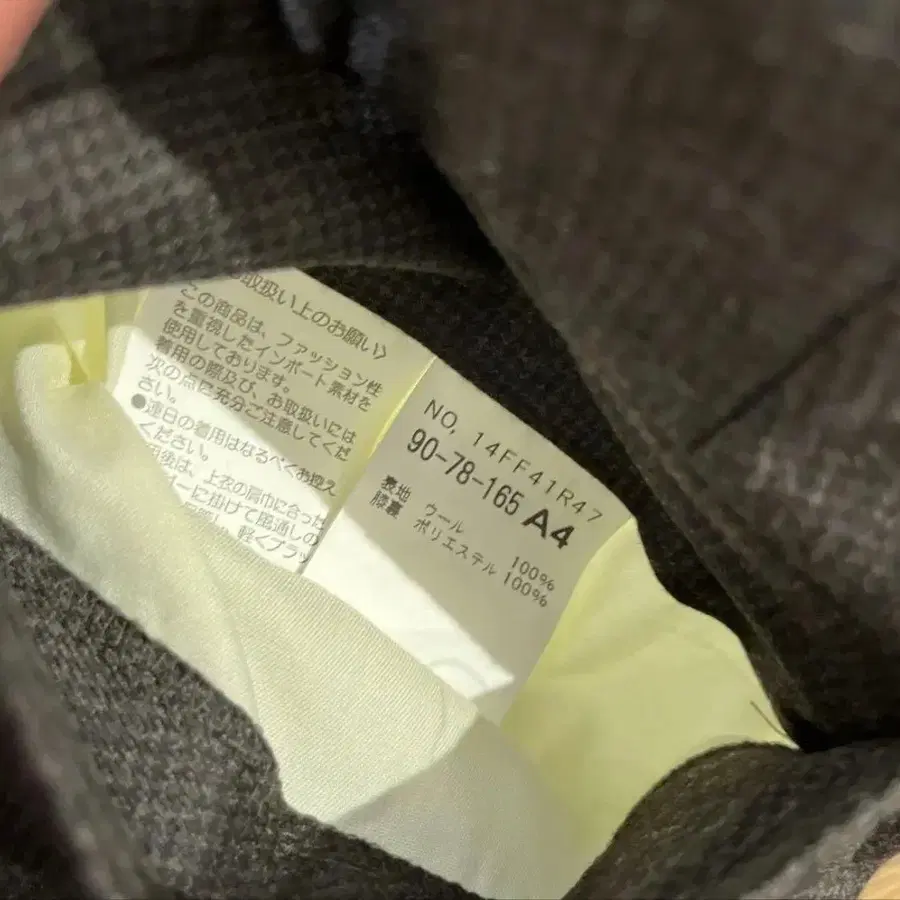 取扱い上のお願い〉
この商品は、ファッション性
を重視したインポート素材を
使用しております。
着用の際及び、お取扱いには
次の点に充分ご注意してくだ
さい。
●連日の着用はなるべくお控え
ください。
用後は、上衣の肩巾に合った
ガーに掛けて風通しの
軽くブラッ
NO, 14FF41R47
90-78-165 A4
表地 ウール 100%
膝裏 ポリエステル 100%